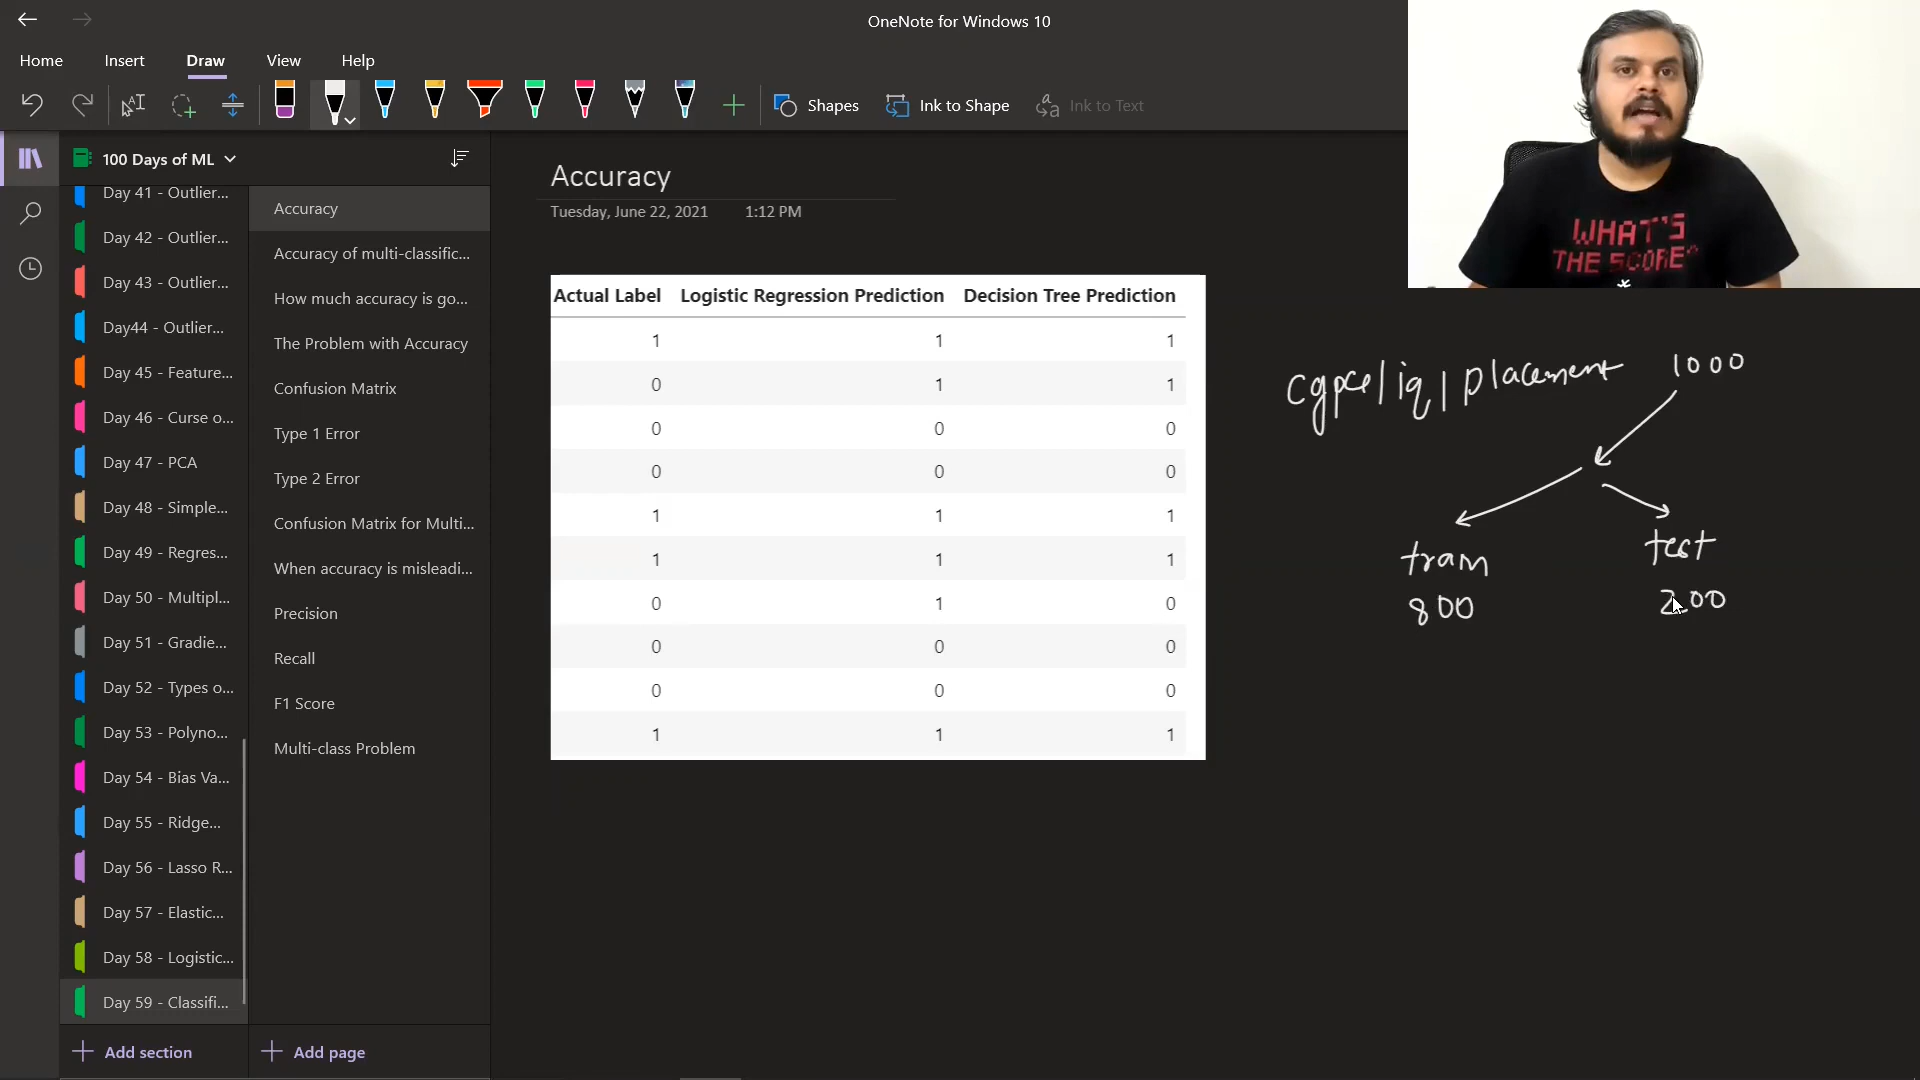 OneNote for Windows 10
Home Insert Draw View Help
Shapes Ink to Shape Ink to Text
100 Days of ML
Day 41 - Outlier...
Day 42 - Outlier...
Day 43 - Outlier...
Day44 - Outlier...
Day 45 - Feature...
Day 46 - Curse o...
Day 47 - PCA
Day 48 - Simple...
Day 49 - Regres...
Day 50 - Multipl...
Day 51 - Gradie...
Day 52 - Types o...
Day 53 - Polyno...
Day 54 - Bias Va...
Day 55 - Ridge...
Day 56 - Lasso R...
Day 57 - Elastic...
Day 58 - Logistic...
Day 59 - Classifi...
Add section
Accuracy
Accuracy of multi-classific...
How much accuracy is go...
The Problem with Accuracy
Confusion Matrix
Type 1 Error
Type 2 Error
Confusion Matrix for Multi...
When accuracy is misleadi...
Precision
Recall
F1 Score
Multi-class Problem
Add page
Accuracy
Tuesday, June 22, 2021 1:12 PM
Actual Label Logistic Regression Prediction Decision Tree Prediction
1 1 1
0 1 1
0 0 0
0 0 0
1 1 1
1 1 1
0 1 0
0 0 0
0 0 0
1 1 1
WHAT'S
THE SCORE
cgpa/iq/placement 1000
train test
800 200